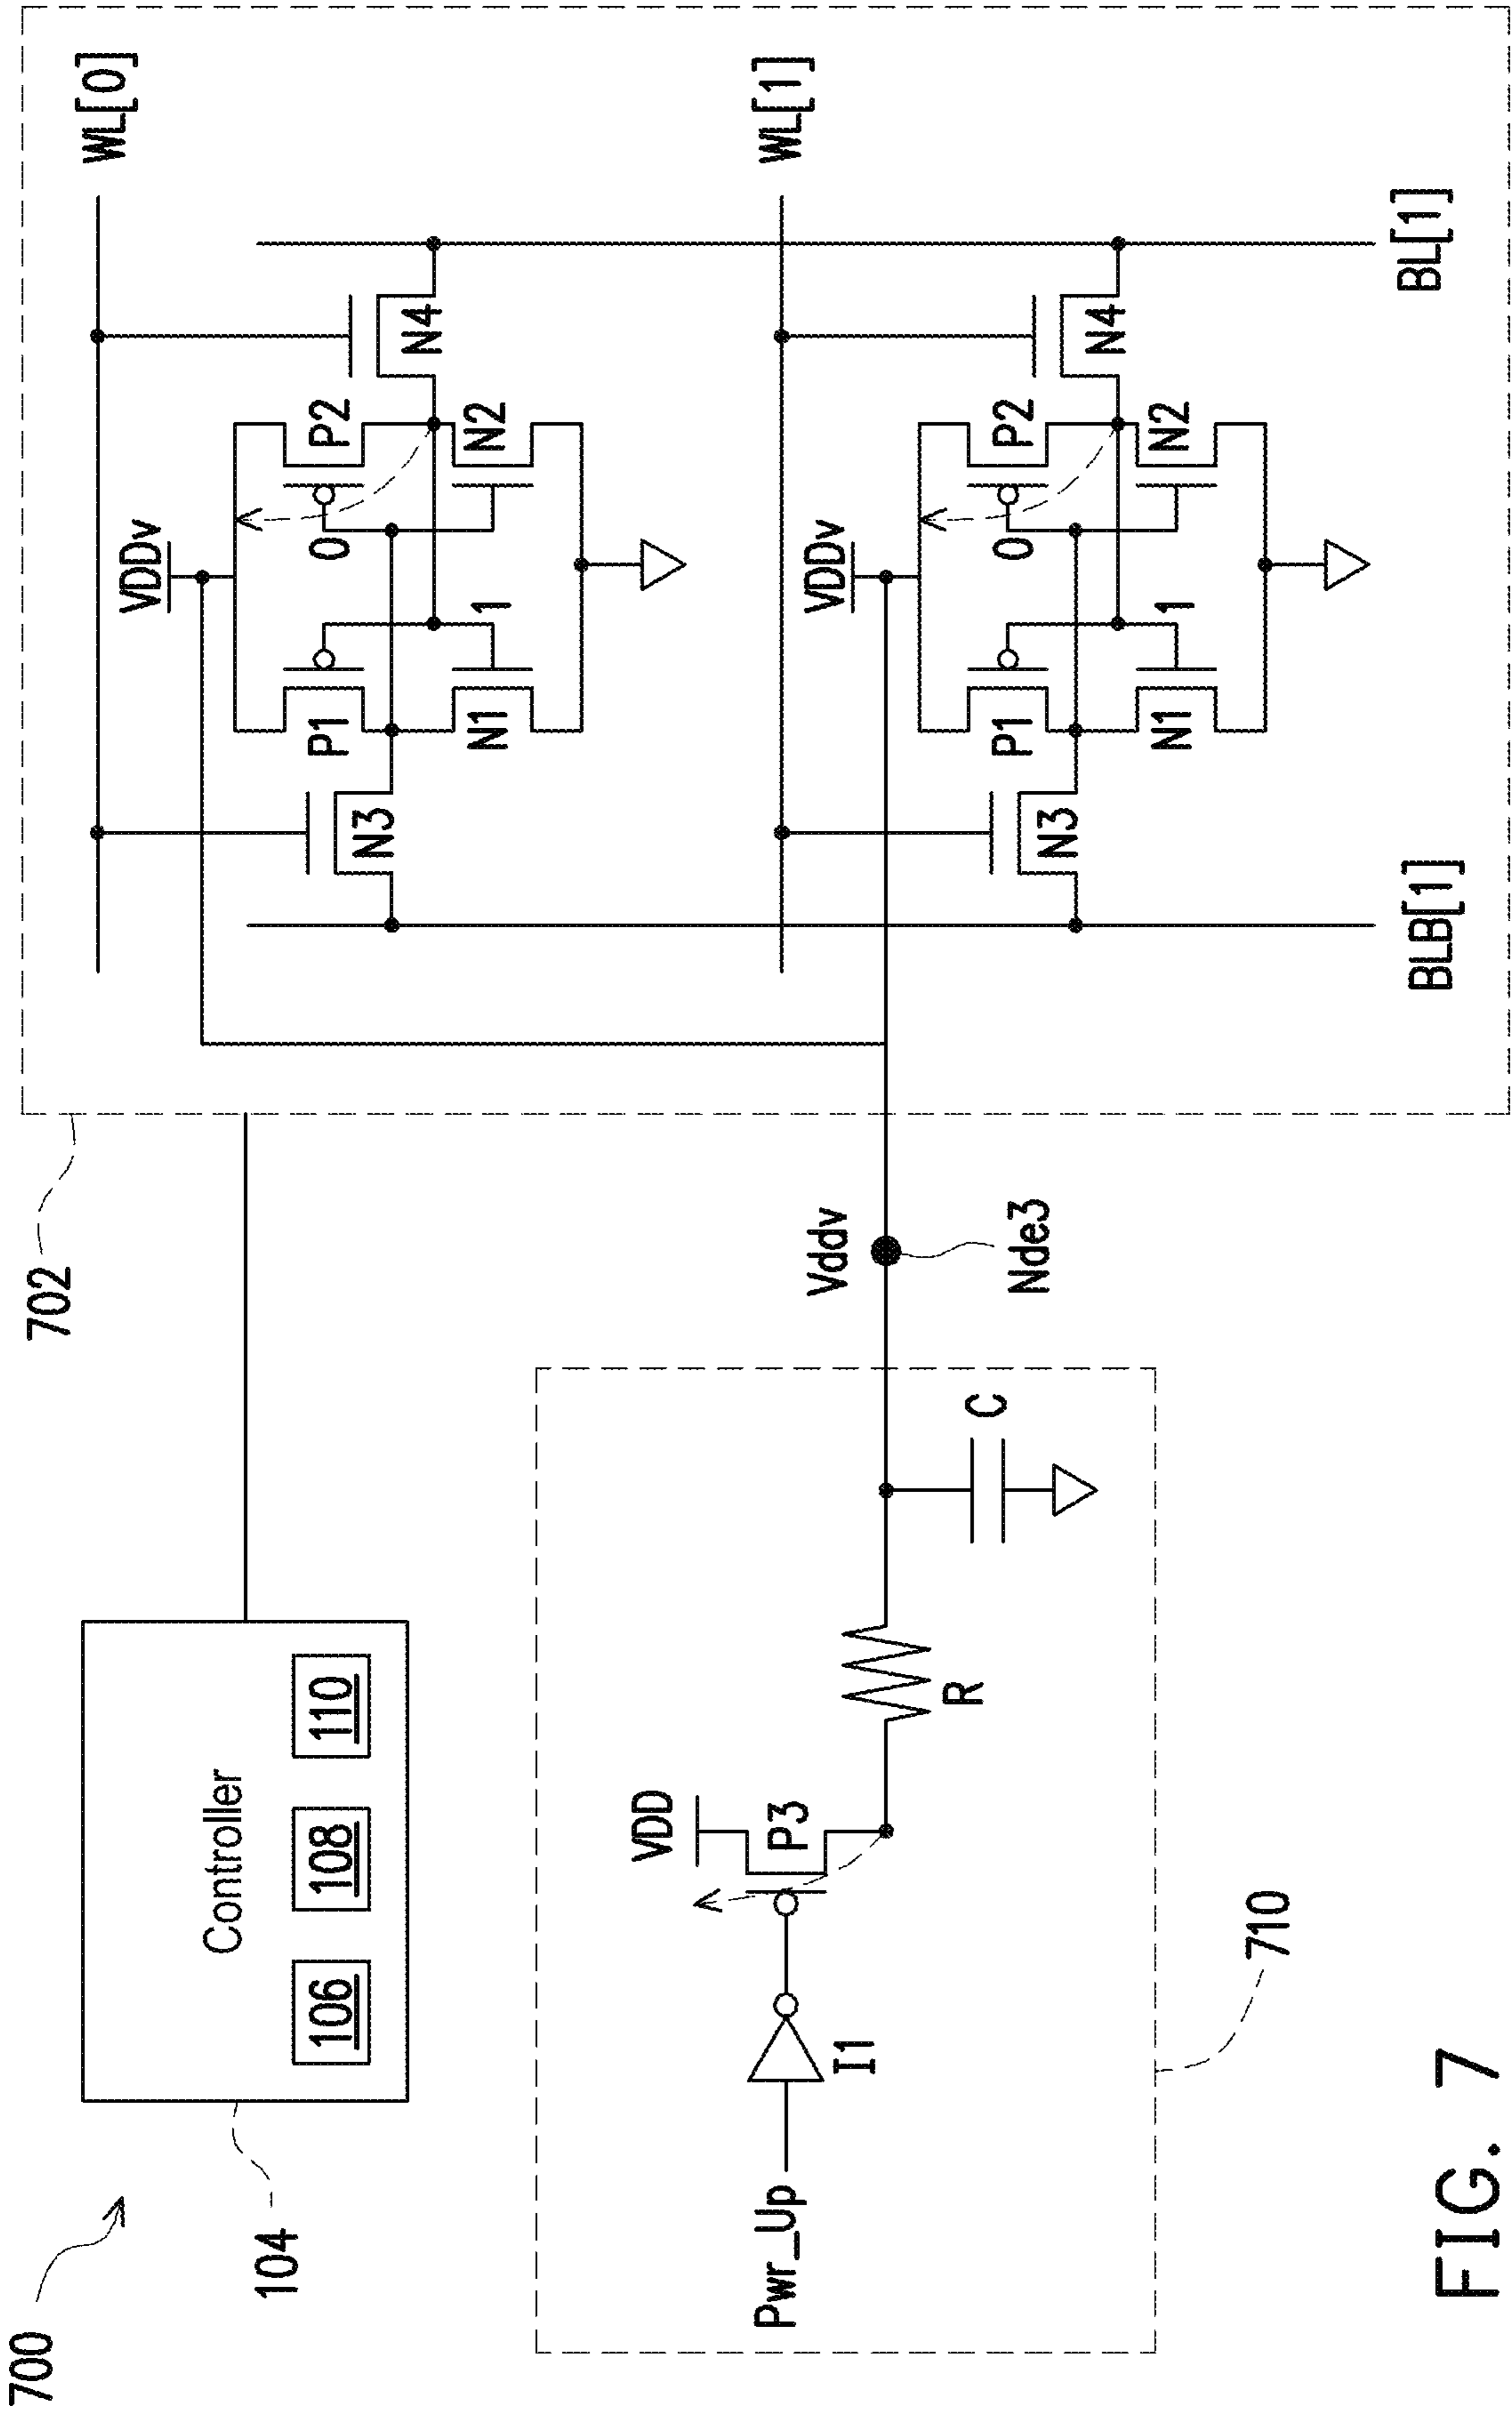 700
104
Controller
106
108
110
702
WL[0]
VDDv
P1
P2
0
1
N1
N2
N3
N4
WL[1]
VDDv
P1
P2
0
1
N1
N2
N3
N4
BLB[1]
BL[1]
Vddv
Nde3
VDD
P3
Pwr_Up
I1
R
C
710
FIG. 7